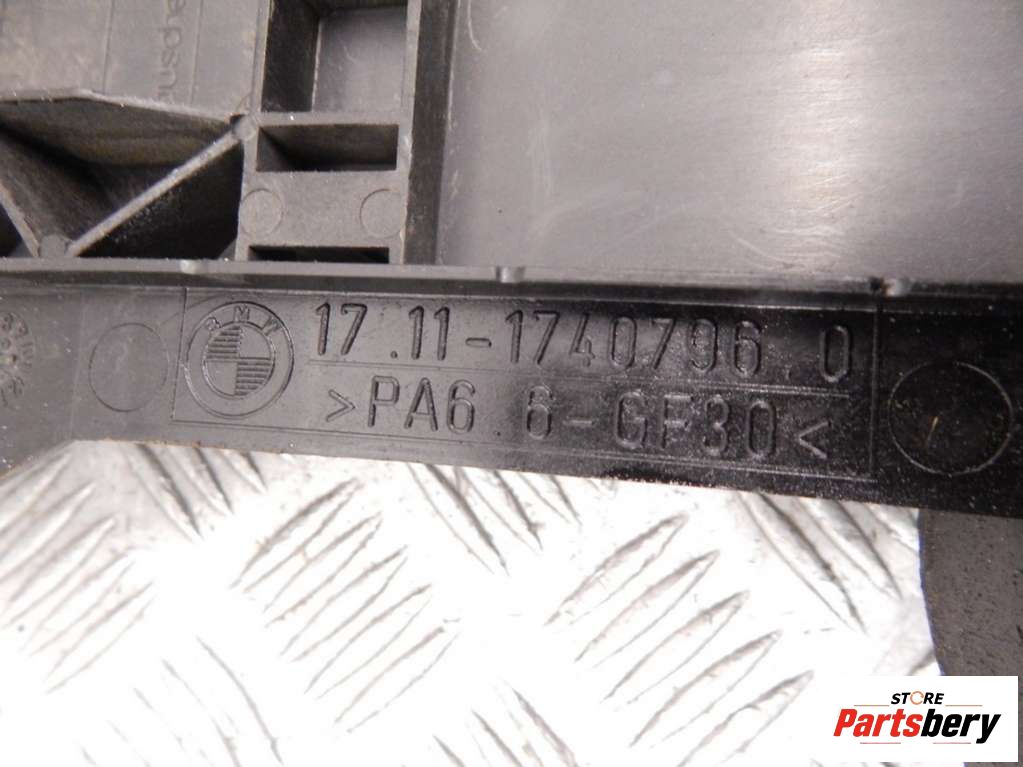 BMW
17.11-1740796.0
>PA6.6-GF30<
STORE
Partsbery